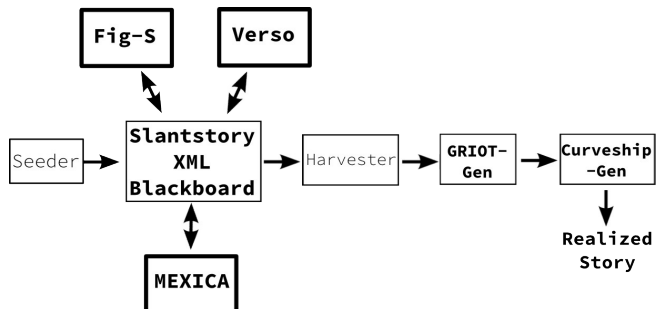 Fig-S
Verso
Seeder
Slantstory
XML
Blackboard
Harvester
GRIOT-
Gen
Curveship
-Gen
Realized
Story
MEXICA